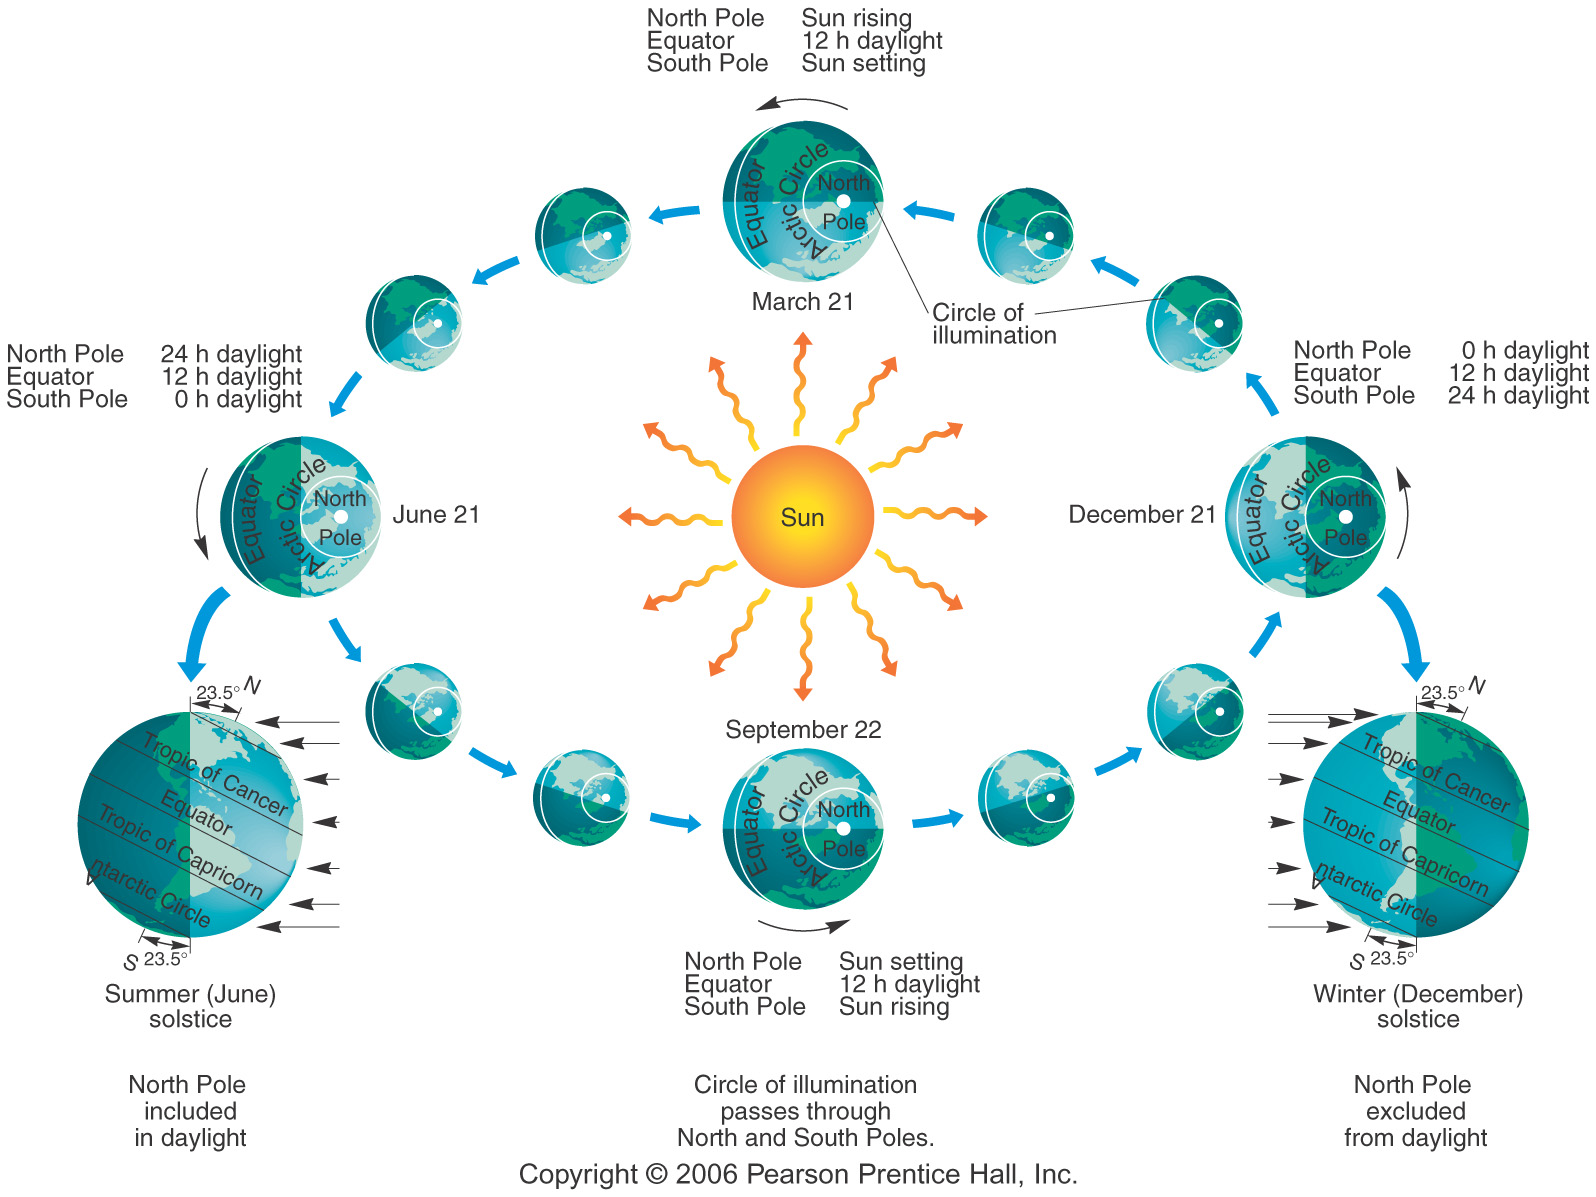 North Pole Sun rising
Equator 12 h daylight
South Pole Sun setting
Equator
Arctic Circle
North
Pole
March 21
Circle of
illumination
North Pole 24 h daylight
Equator 12 h daylight
South Pole 0 h daylight
North Pole 0 h daylight
Equator 12 h daylight
South Pole 24 h daylight
Equator
Arctic Circle
North
Pole
June 21
Sun
December 21
Equator
Arctic Circle
North
Pole
September 22
Equator
Arctic Circle
North
Pole
North Pole Sun setting
Equator 12 h daylight
South Pole Sun rising
23.5° N
Tropic of Cancer
Equator
Tropic of Capricorn
Antarctic Circle
S 23.5°
Summer (June)
solstice
23.5° N
Tropic of Cancer
Equator
Tropic of Capricorn
Antarctic Circle
S 23.5°
Winter (December)
solstice
North Pole
included
in daylight
Circle of illumination
passes through
North and South Poles.
North Pole
excluded
from daylight
Copyright © 2006 Pearson Prentice Hall, Inc.